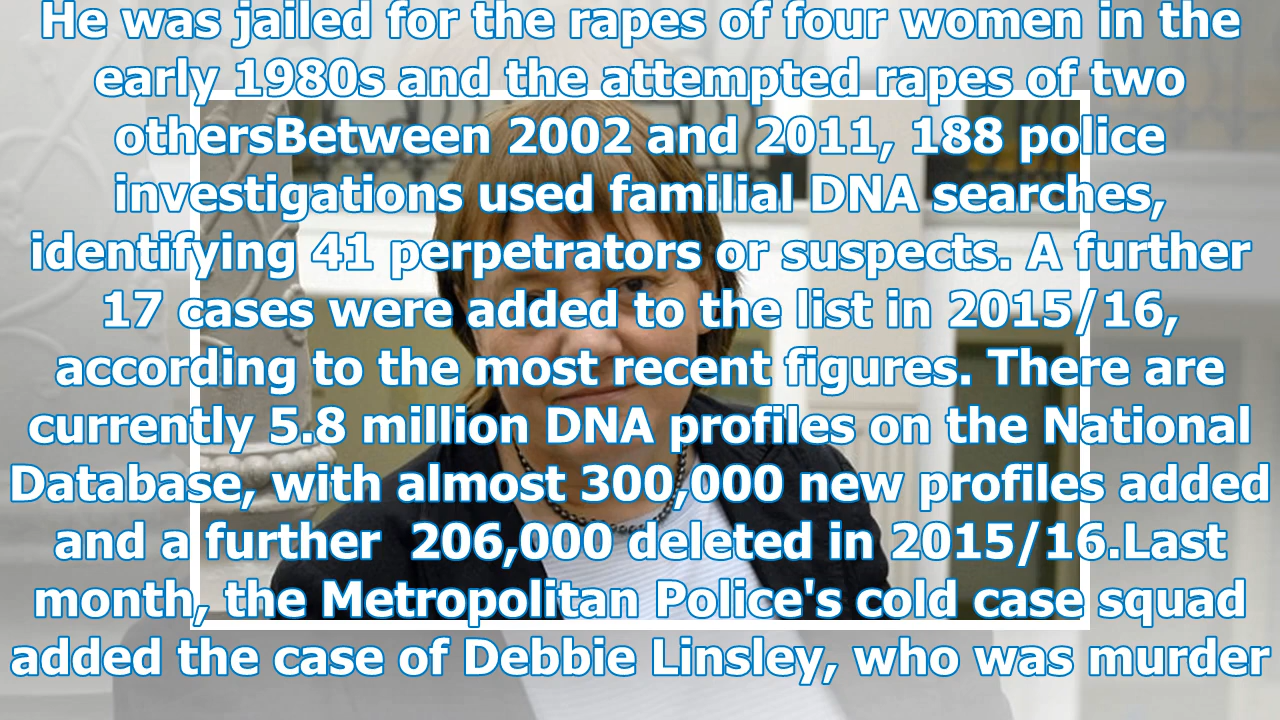 He was jailed for the rapes of four women in the
early 1980s and the attempted rapes of two
othersBetween 2002 and 2011, 188 police
investigations used familial DNA searches,
identifying 41 perpetrators or suspects. A further
17 cases were added to the list in 2015/16,
according to the most recent figures. There are
currently 5.8 million DNA profiles on the National
Database, with almost 300,000 new profiles added
and a further  206,000 deleted in 2015/16.Last
month, the Metropolitan Police's cold case squad
added the case of Debbie Linsley, who was murder